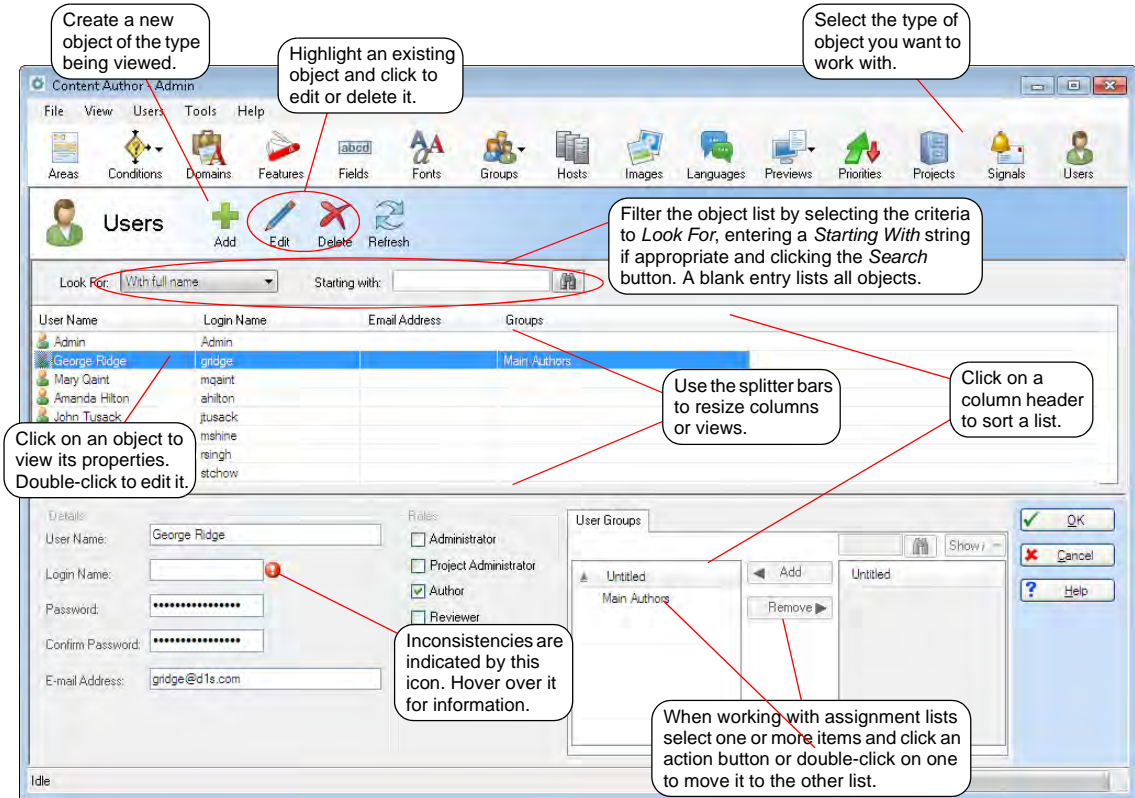 Create a new
object of the type
being viewed.
Highlight an existing
object and click to
edit or delete it.
Select the type of
object you want to
work with.
Content Author - Admin
File View Users Tools Help
Areas Conditions Domains Features Fields Fonts Groups Hosts Images Languages Previews Priorities Projects Signals Users
Users
Add Edit Delete Refresh
Filter the object list by selecting the criteria
to Look For, entering a Starting With string
if appropriate and clicking the Search
button. A blank entry lists all objects.
Look For: With full name Starting with:
User Name Login Name Email Address Groups
Admin Admin
George Ridge gridge Main Authors
Mary Qaint mqaint
Amanda Hilton ahilton
John Tusack jtusack
mshine
rsingh
stchow
Click on an object to
view its properties.
Double-click to edit it.
Use the splitter bars
to resize columns
or views.
Click on a
column header
to sort a list.
Details
User Name: George Ridge
Login Name:
Password: ••••••••••••••••
Confirm Password: ••••••••••••••••
E-mail Address: gridge@d1s.com
Roles
Administrator
Project Administrator
Author
Reviewer
Inconsistencies are
indicated by this
icon. Hover over it
for information.
User Groups
Show
Untitled
Main Authors
Add
Remove
Untitled
OK
Cancel
Help
When working with assignment lists
select one or more items and click an
action button or double-click on one
to move it to the other list.
Idle